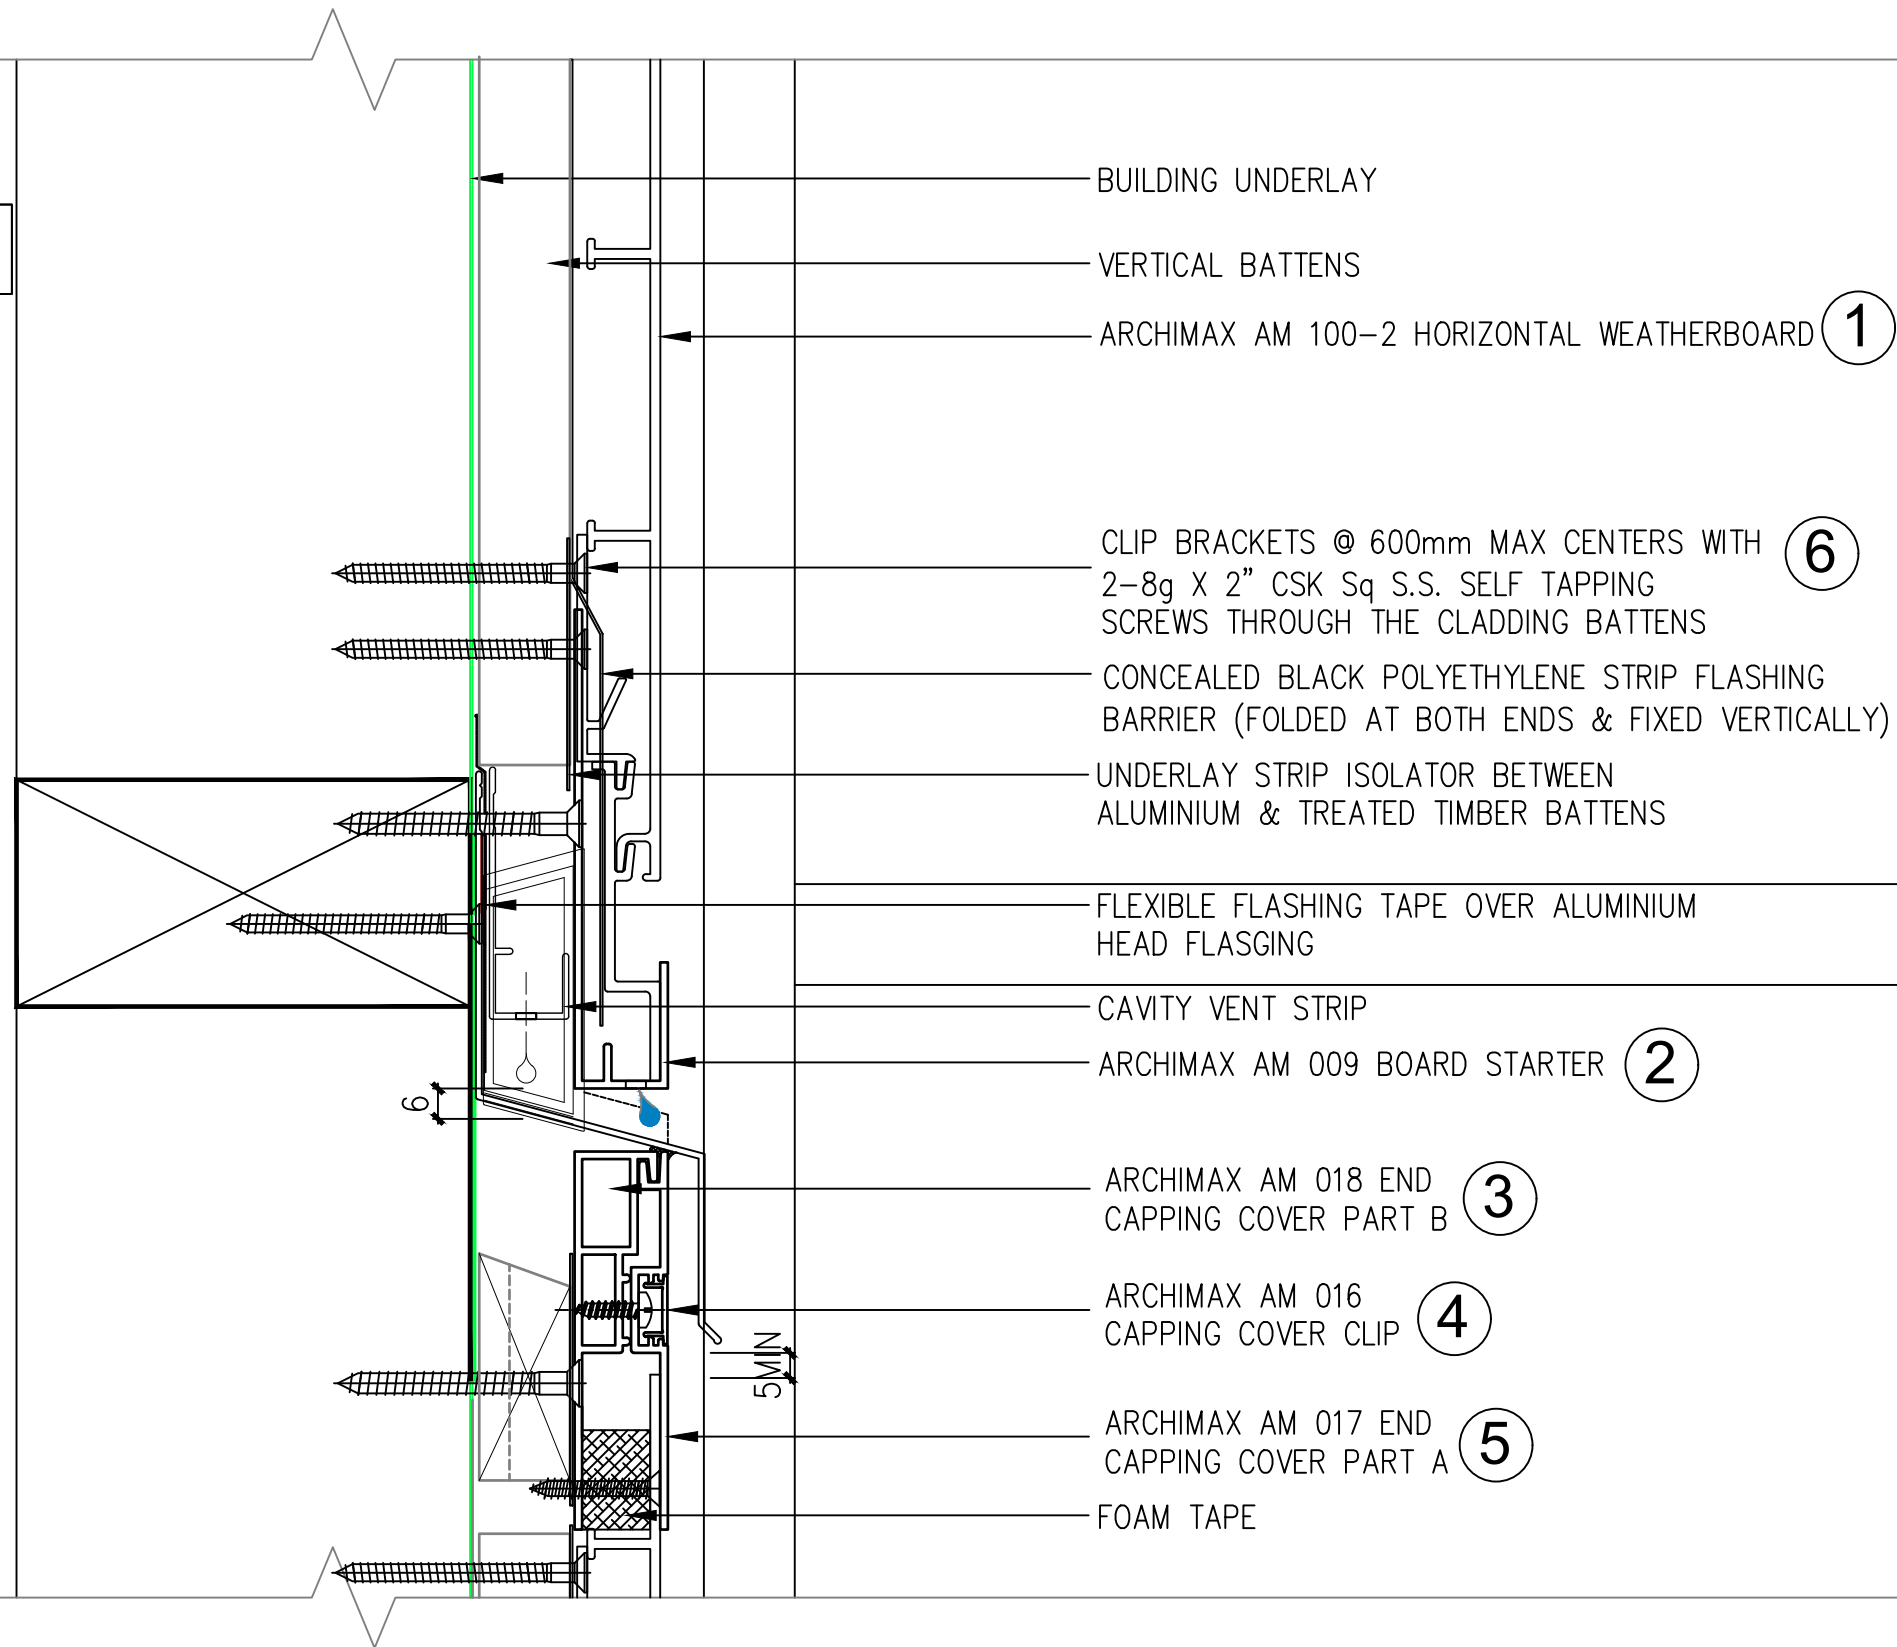 BUILDING UNDERLAY
VERTICAL BATTENS
ARCHIMAX AM 100-2 HORIZONTAL WEATHERBOARD 1
CLIP BRACKETS @ 600mm MAX CENTERS WITH 6
2-8g X 2" CSK Sq S.S. SELF TAPPING
SCREWS THROUGH THE CLADDING BATTENS
CONCEALED BLACK POLYETHYLENE STRIP FLASHING
BARRIER (FOLDED AT BOTH ENDS & FIXED VERTICALLY)
UNDERLAY STRIP ISOLATOR BETWEEN
ALUMINIUM & TREATED TIMBER BATTENS
FLEXIBLE FLASHING TAPE OVER ALUMINIUM
HEAD FLASGING
CAVITY VENT STRIP
ARCHIMAX AM 009 BOARD STARTER 2
6
ARCHIMAX AM 018 END
CAPPING COVER PART B 3
ARCHIMAX AM 016
CAPPING COVER CLIP 4
5MIN
ARCHIMAX AM 017 END
CAPPING COVER PART A 5
FOAM TAPE